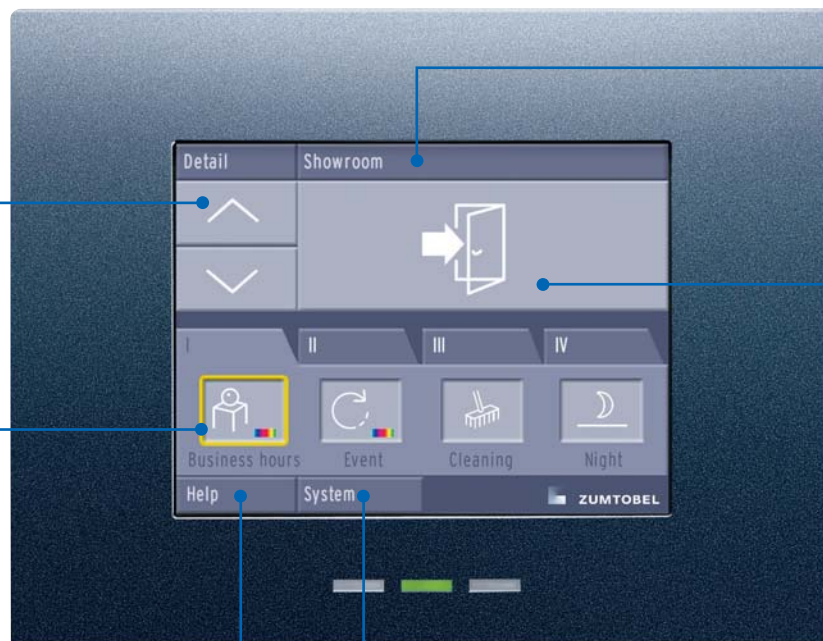 Detail Showroom
I II III IV
Business hours Event Cleaning Night
Help System ZUMTOBEL